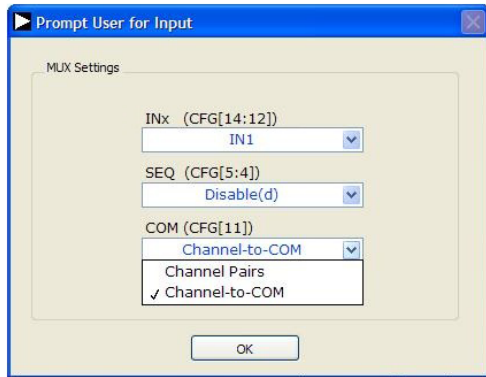 Prompt User for Input
MUX Settings
INx (CFG[14:12])
IN1
SEQ (CFG[5:4])
Disable(d)
COM (CFG[11])
Channel-to-COM
Channel Pairs
✓ Channel-to-COM
OK